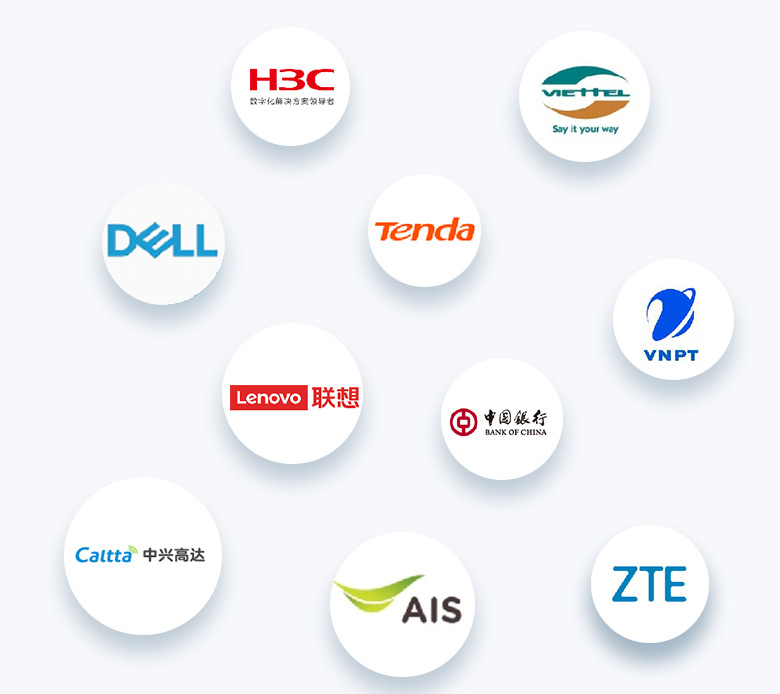 H3C
数字化解决方案领导者
VIETTEL
Say it your way
DELL
Tenda
VNPT
Lenovo 联想
中国银行
BANK OF CHINA
Caltta 中兴高达
AIS
ZTE